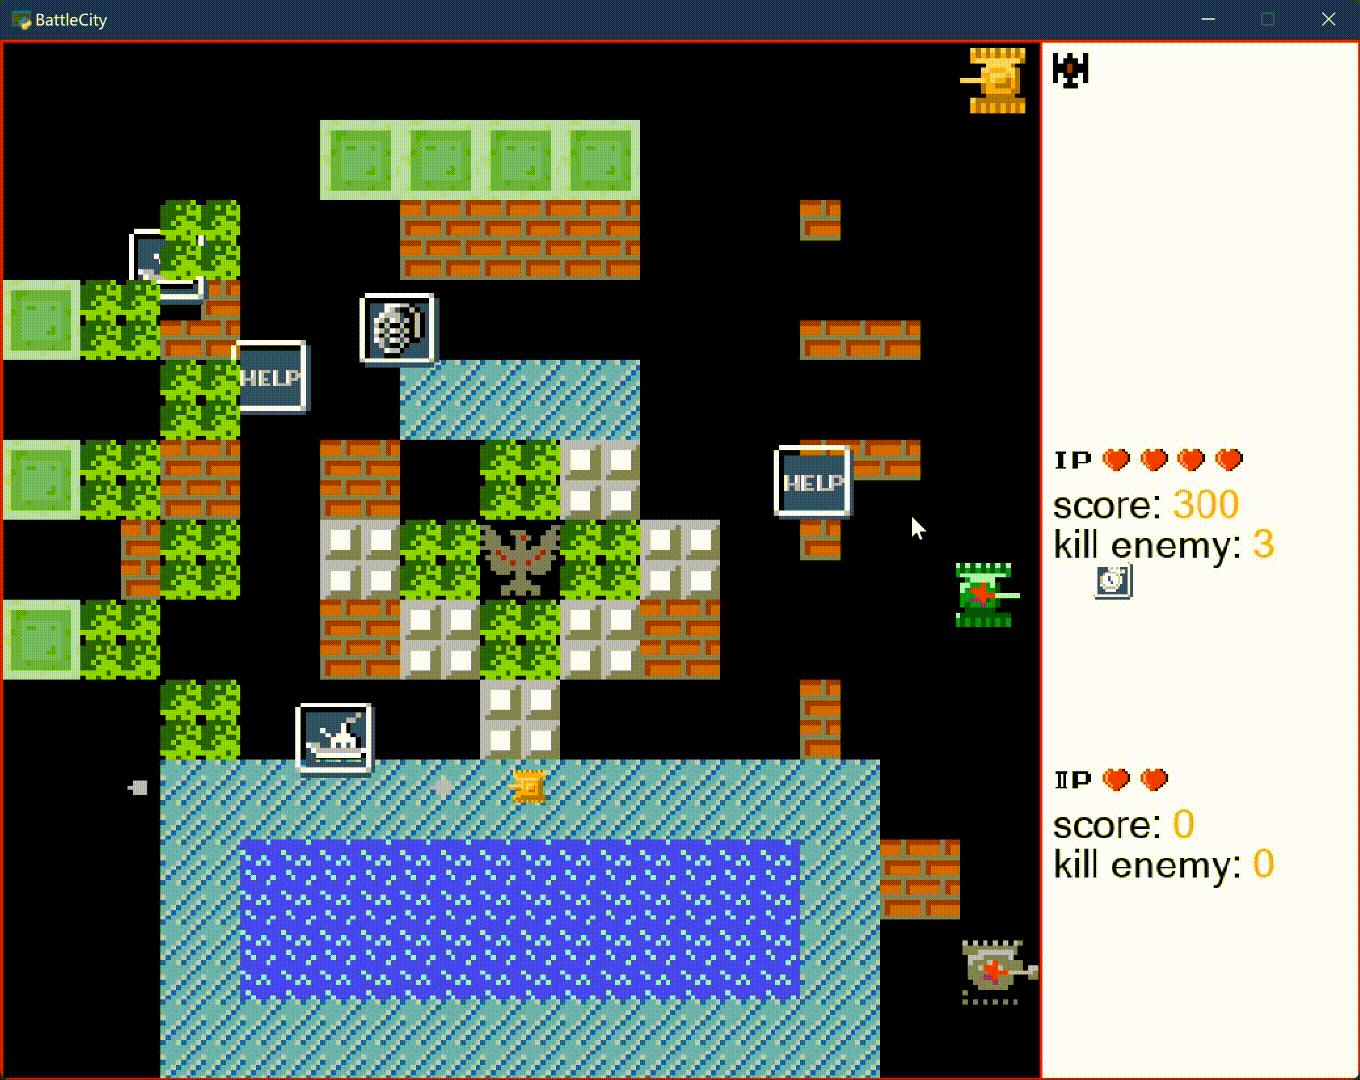 BattleCity
HELP
IP
HELP
score: 300
kill enemy: 3
IIP
score: 0
kill enemy: 0